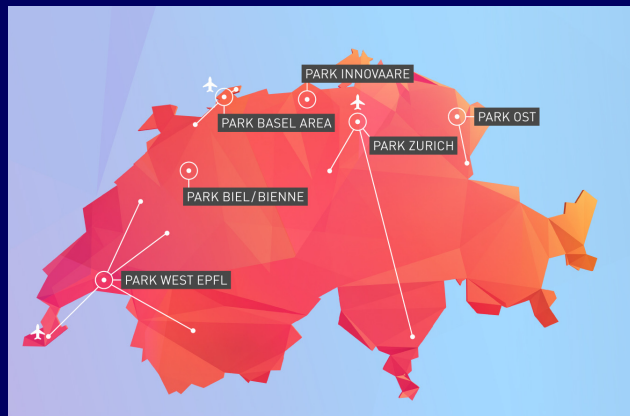 PARK INNOVAARE
PARK BASEL AREA
PARK OST
PARK ZURICH
PARK BIEL/BIENNE
PARK WEST EPFL